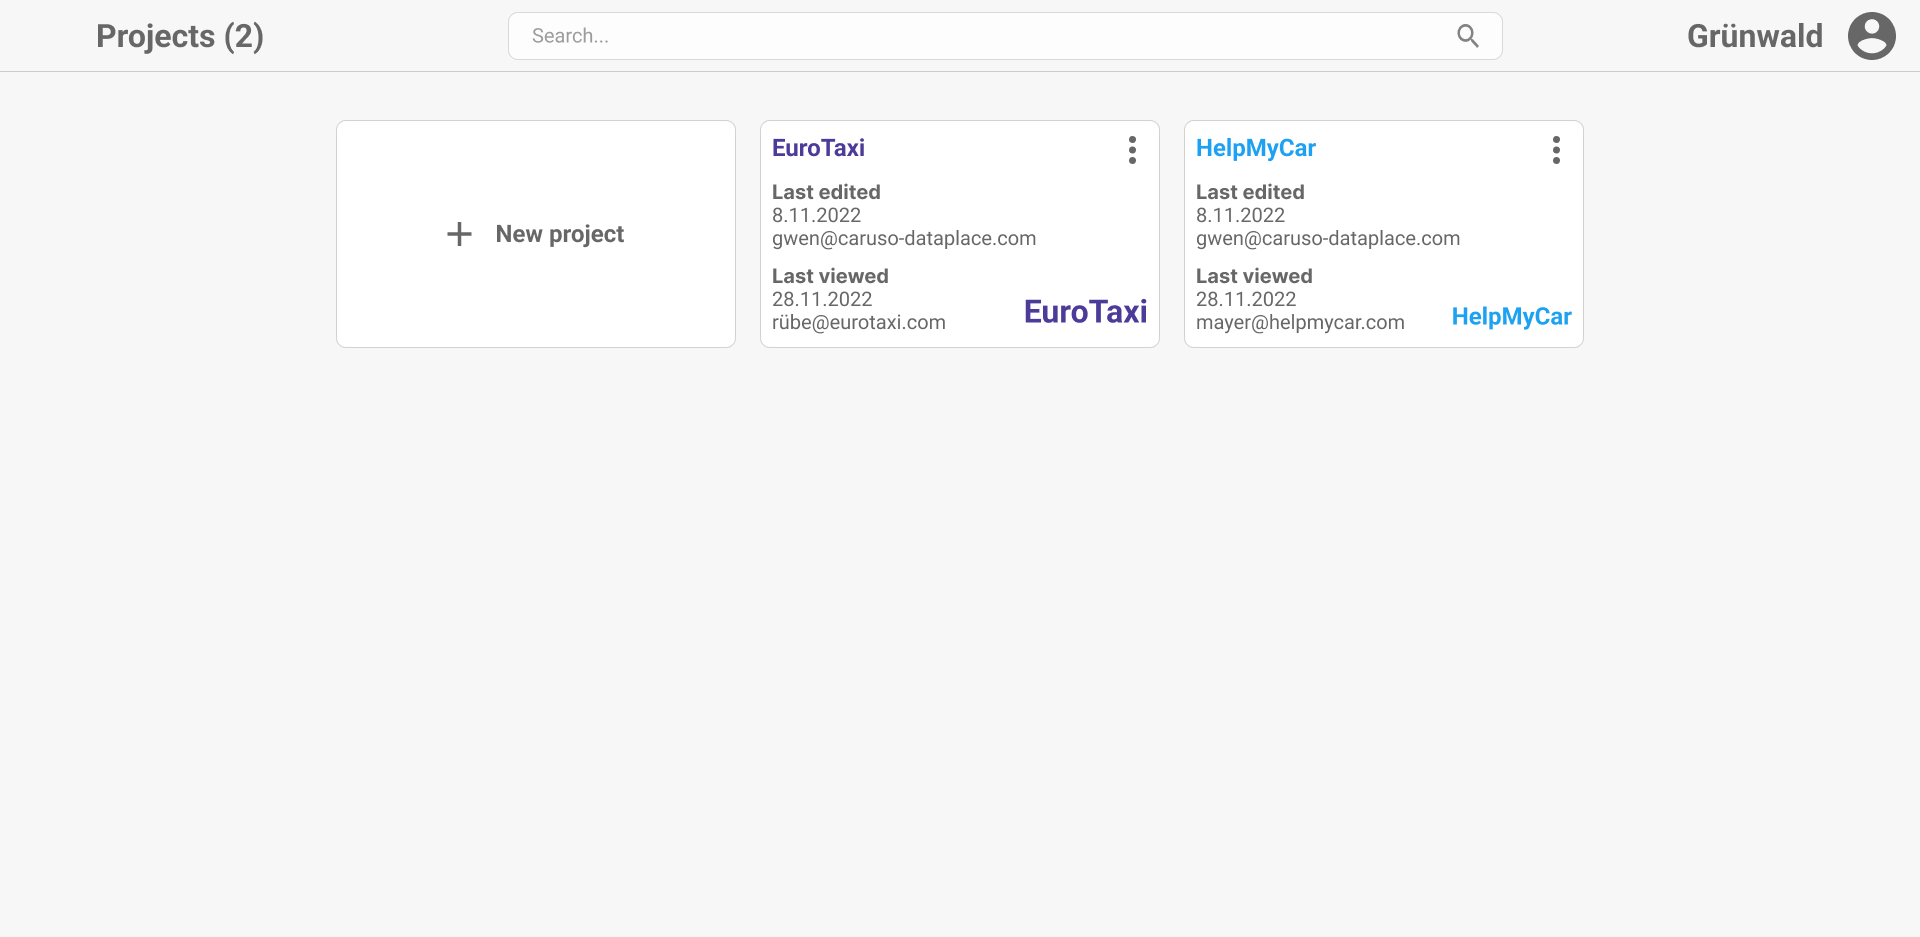 Projects (2)
Search...
Grünwald
New project
EuroTaxi
Last edited
8.11.2022
gwen@caruso-dataplace.com
Last viewed
28.11.2022
rübe@eurotaxi.com
EuroTaxi
HelpMyCar
Last edited
8.11.2022
gwen@caruso-dataplace.com
Last viewed
28.11.2022
mayer@helpmycar.com
HelpMyCar